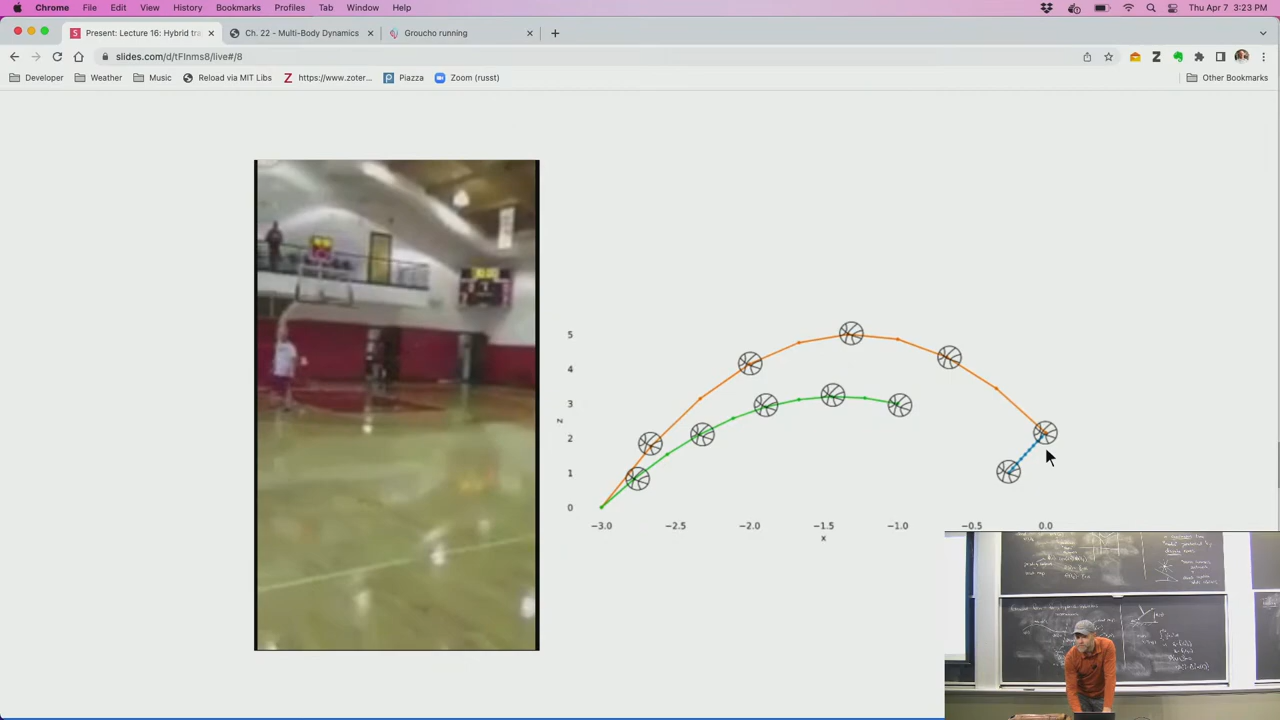 Chrome File Edit View History Bookmarks Profiles Tab Window Help Thu Apr 7 3:23 PM
Present: Lecture 16: Hybrid tra Ch. 22 - Multi-Body Dynamics Groucho running
slides.com/d/tFInms8/live#/8
Developer Weather Music Reload via MIT Libs https://www.zoter... Piazza Zoom (russt) Other Bookmarks
5
4
3
z
2
1
0
−3.0 −2.5 −2.0 −1.5 −1.0 −0.5 0.0
x